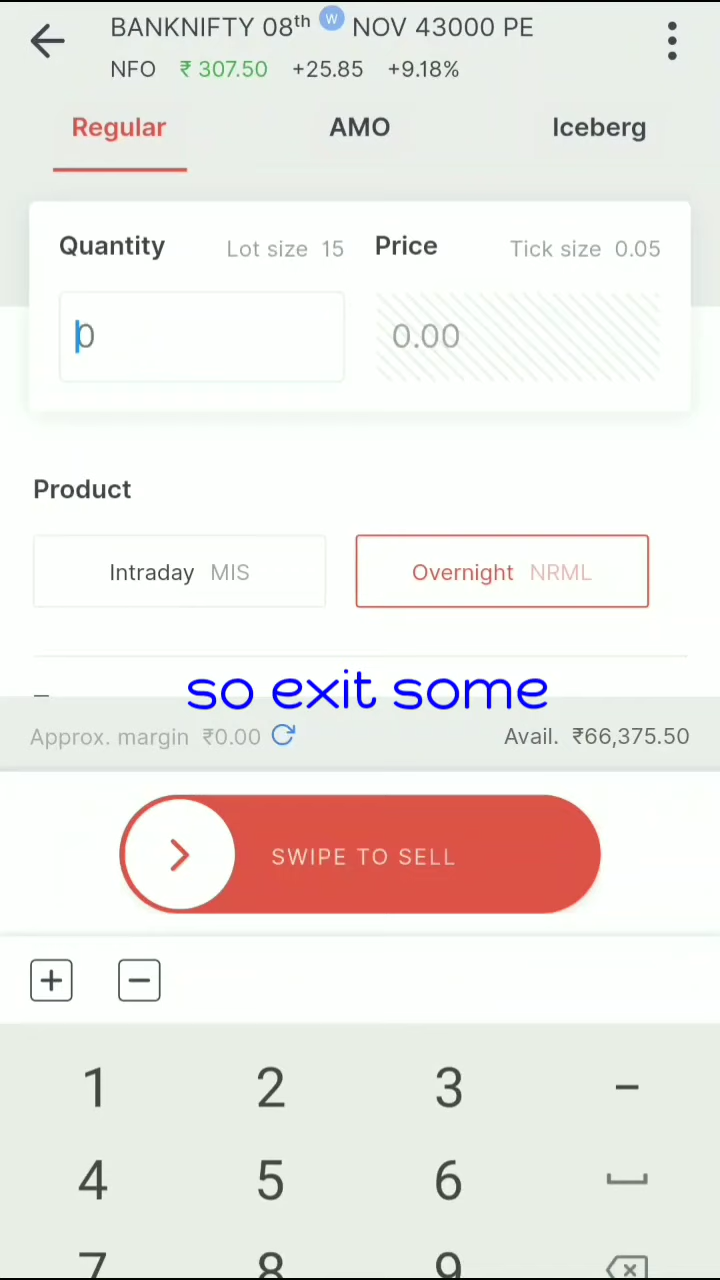 BANKNIFTY 08th W NOV 43000 PE
NFO ₹ 307.50 +25.85 +9.18%
Regular AMO Iceberg
Quantity Lot size 15 Price Tick size 0.05
0 0.00
Product
Intraday MIS Overnight NRML
so exit some
Approx. margin ₹0.00 Avail. ₹66,375.50
SWIPE TO SELL
+ −
1 2 3 −
4 5 6
7 8 9